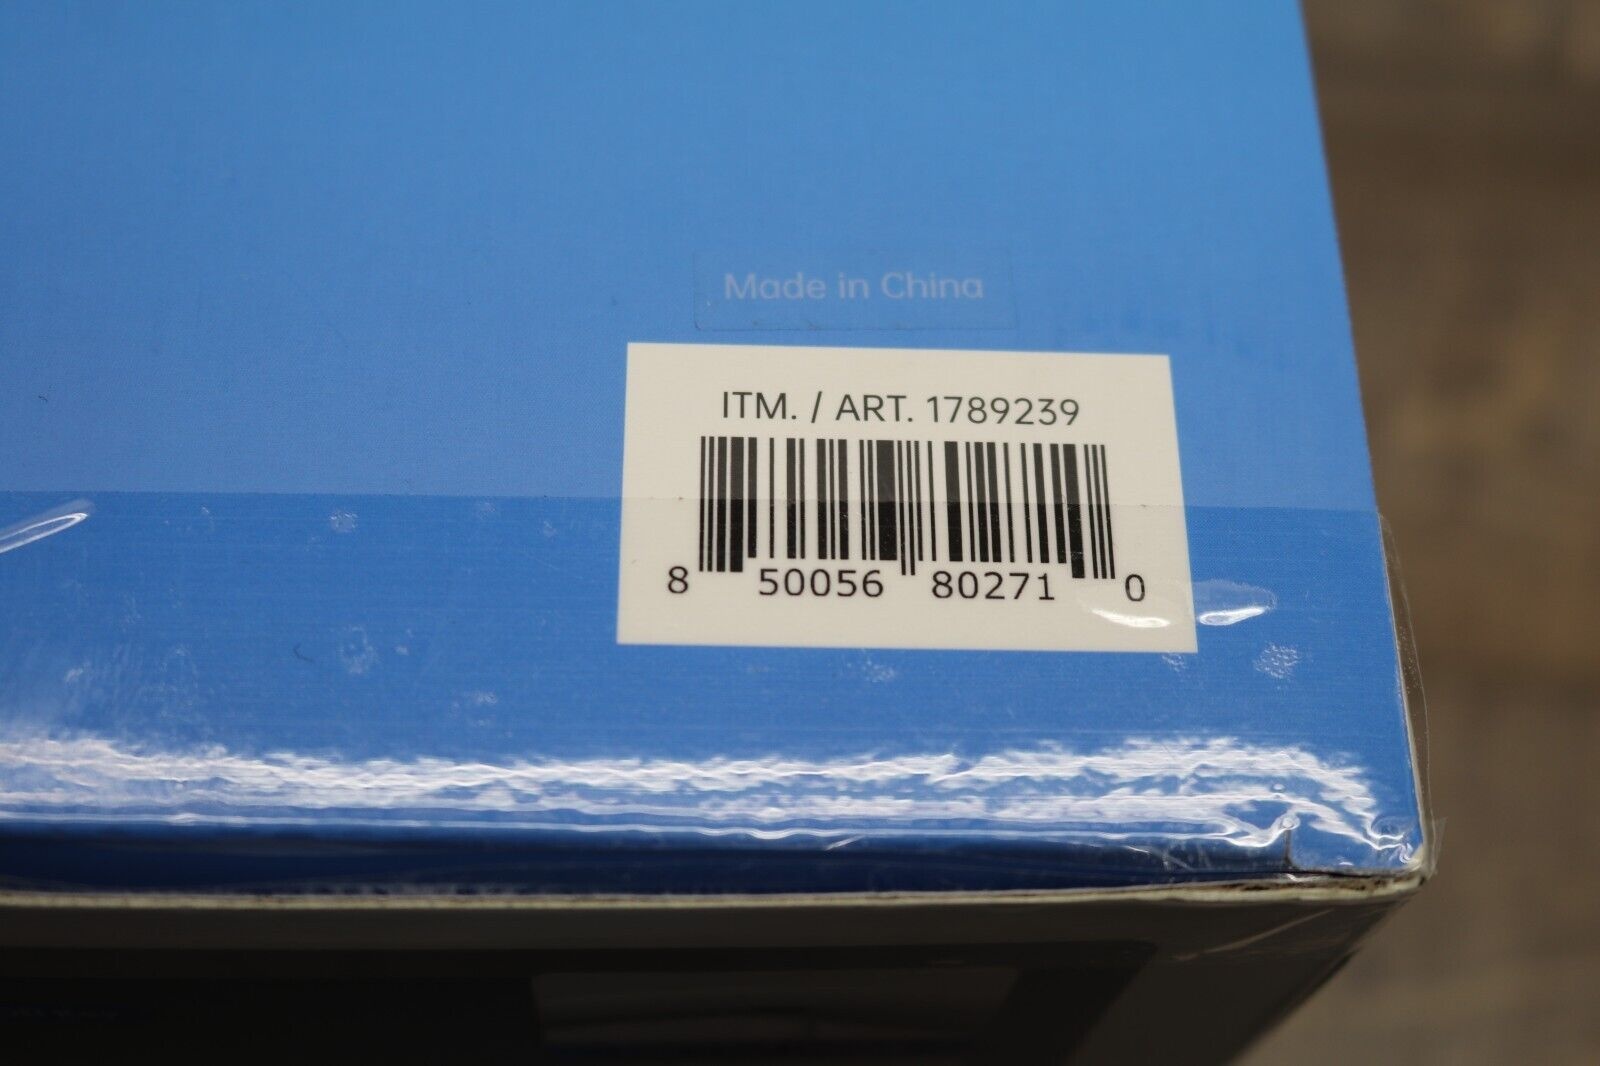 Made in China
ITM. / ART. 1789239
8 50056 80271 0